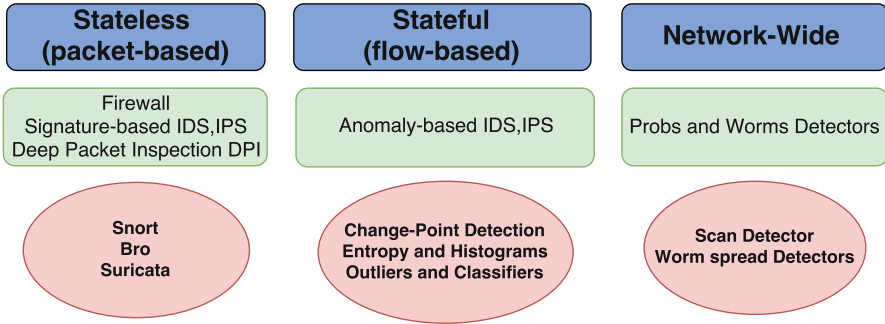 Stateless
(packet-based)
Stateful
(flow-based)
Network-Wide
Firewall
Signature-based IDS,IPS
Deep Packet Inspection DPI
Anomaly-based IDS,IPS
Probs and Worms Detectors
Snort
Bro
Suricata
Change-Point Detection
Entropy and Histograms
Outliers and Classifiers
Scan Detector
Worm spread Detectors